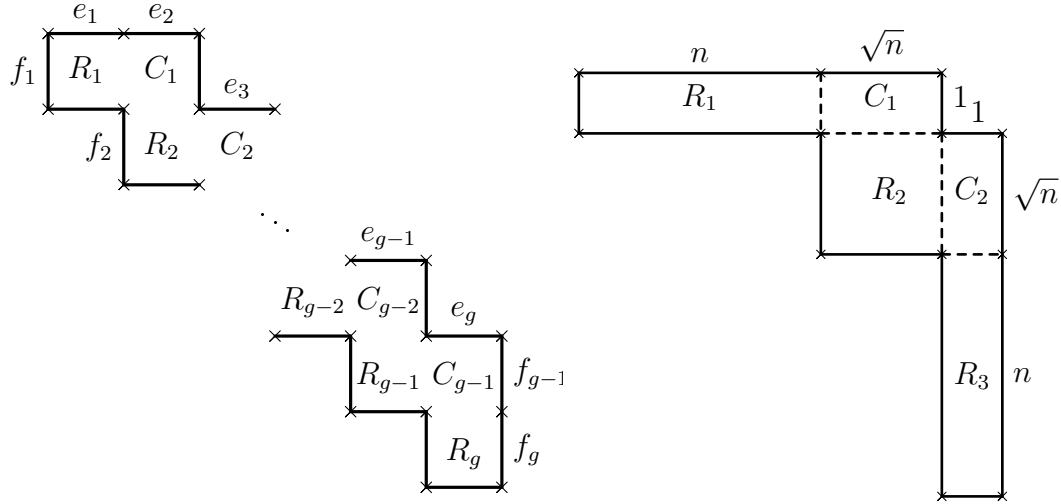 e₁ e₂
f₁ R₁ C₁
e₃
f₂ R₂ C₂
⋱
e_{g−1}
R_{g−2} C_{g−2} e_g
R_{g−1} C_{g−1} f_{g−1}
R_g f_g
n √n
R₁ C₁ 1 1
R₂ C₂ √n
R₃ n